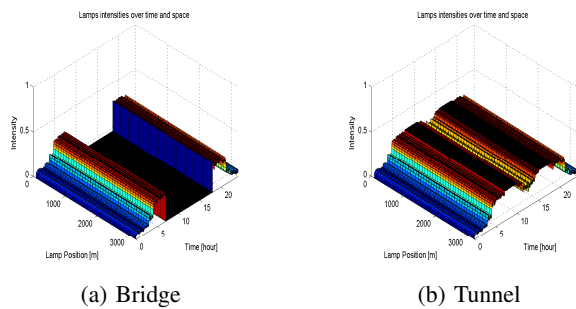 Lamps intensities over time and space
1
0.5
0
Intensity
0
1000
2000
3000
Lamp Position [m]
0
5
10
15
20
Time [hour]
(a) Bridge
Lamps intensities over time and space
1
0.5
0
Intensity
0
1000
2000
3000
Lamp Position [m]
0
5
10
15
20
Time [hour]
(b) Tunnel